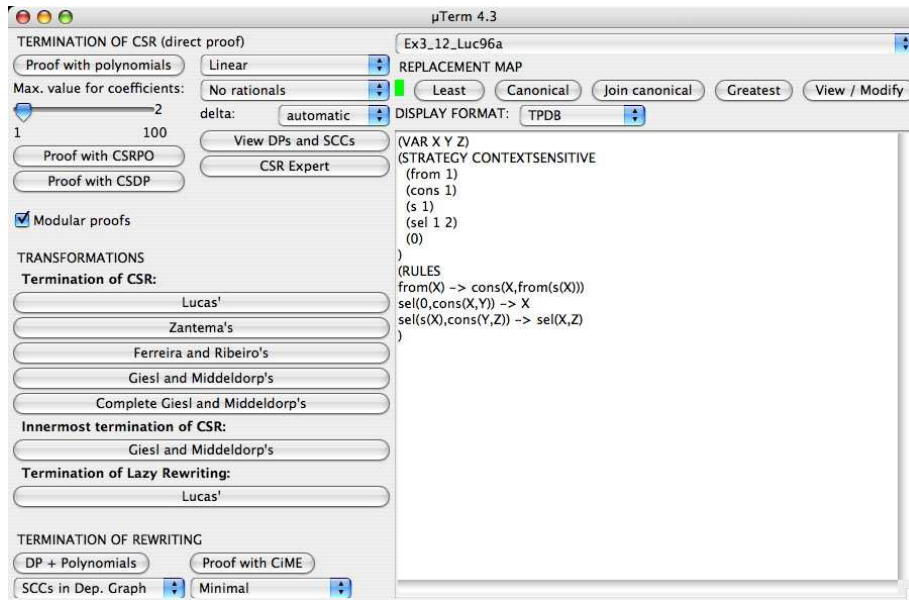 µTerm 4.3
TERMINATION OF CSR (direct proof)
Proof with polynomials Linear
Max. value for coefficients: No rationals
2 delta: automatic
1 100 View DPs and SCCs
Proof with CSRPO CSR Expert
Proof with CSDP
Modular proofs
TRANSFORMATIONS
Termination of CSR:
Lucas'
Zantema's
Ferreira and Ribeiro's
Giesl and Middeldorp's
Complete Giesl and Middeldorp's
Innermost termination of CSR:
Giesl and Middeldorp's
Termination of Lazy Rewriting:
Lucas'
TERMINATION OF REWRITING
DP + Polynomials Proof with CiME
SCCs in Dep. Graph Minimal
Ex3_12_Luc96a
REPLACEMENT MAP
Least Canonical Join canonical Greatest View / Modify
DISPLAY FORMAT: TPDB
(VAR X Y Z)
(STRATEGY CONTEXTSENSITIVE
(from 1)
(cons 1)
(s 1)
(sel 1 2)
(0)
)
(RULES
from(X) -> cons(X,from(s(X)))
sel(0,cons(X,Y)) -> X
sel(s(X),cons(Y,Z)) -> sel(X,Z)
)